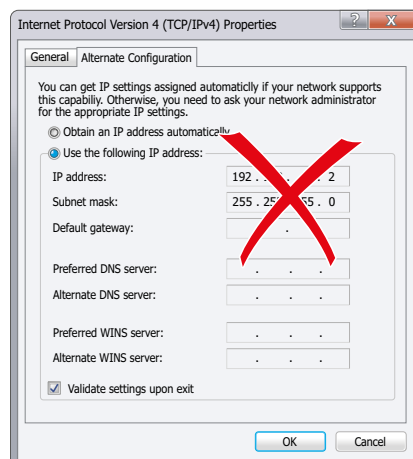 Internet Protocol Version 4 (TCP/IPv4) Properties
? X
General Alternate Configuration
You can get IP settings assigned automaticlly if your network supports
this capabiliy. Otherwise, you need to ask your network administrator
for the appropriate IP settings.
Obtain an IP address automatically
Use the following IP address:
IP address: 192 . . . 2
Subnet mask: 255 . . . 0
Default gateway: .
Preferred DNS server: . . .
Alternate DNS server: . . .
Preferred WINS server: . . .
Alternate WINS server: . . .
Validate settings upon exit
OK Cancel